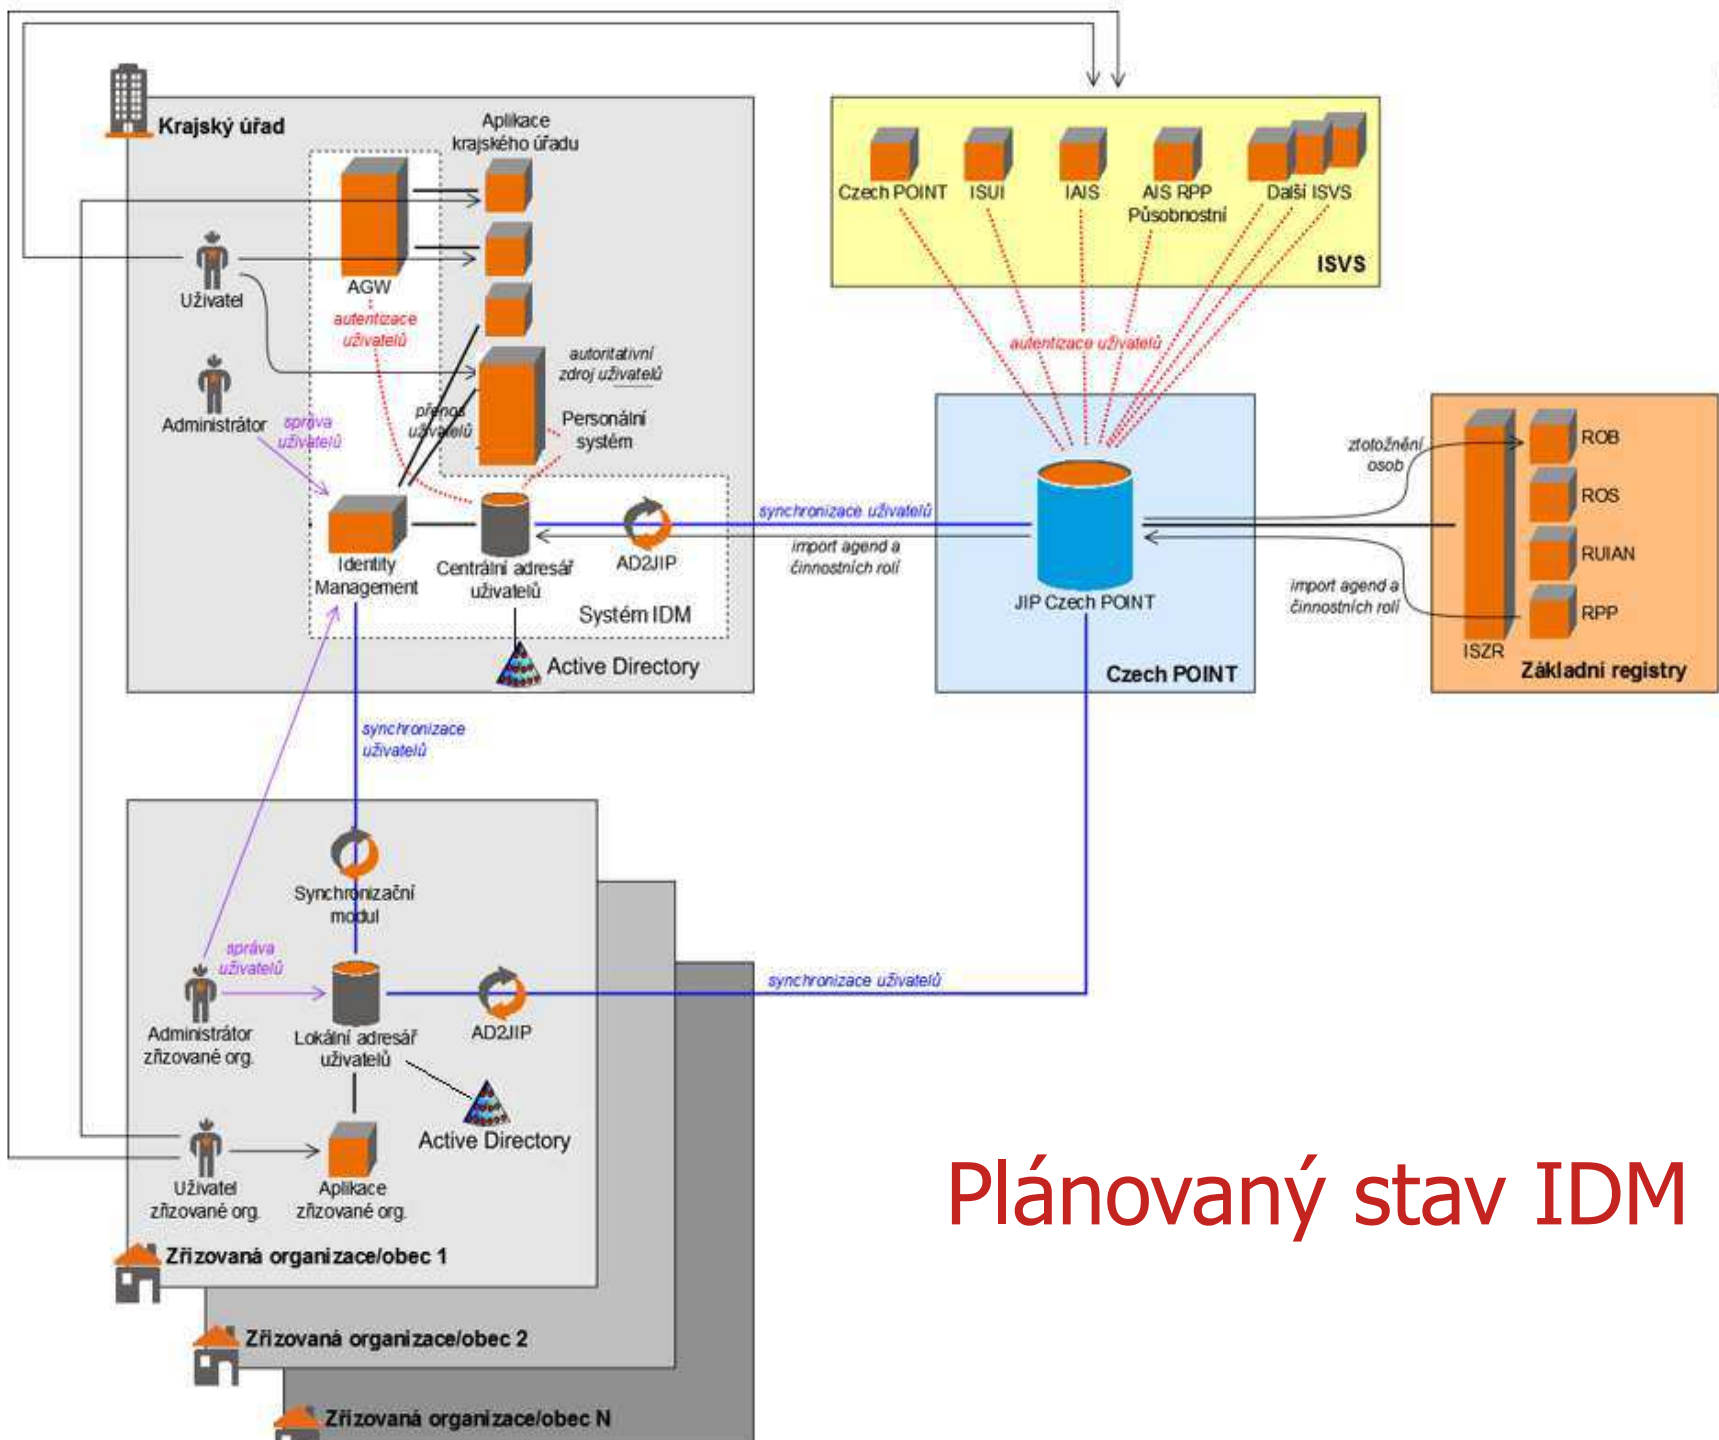 Krajský úřad
Aplikace
krajského úřadu
AGW
autentizace
uživatelů
Uživatel
Administrátor
správa
uživatelů
přenos
uživatelů
autoritativní
zdroj uživatelů
Personální
systém
Identity
Management
Centrální adresář
uživatelů
AD2JIP
Systém IDM
Active Directory
Czech POINT
ISUI
IAIS
AIS RPP
Působnostní
Další ISVS
ISVS
autentizace uživatelů
synchronizace uživatelů
import agend a
činnostních rolí
JIP Czech POINT
Czech POINT
ztotožnění
osob
import agend a
činnostních rolí
ROB
ROS
RUIAN
RPP
ISZR
Základní registry
synchronizace
uživatelů
Synchronizační
modul
správa
uživatelů
Administrátor
zřizované org.
Lokální adresář
uživatelů
AD2JIP
synchronizace uživatelů
Active Directory
Uživatel
zřizované org.
Aplikace
zřizované org.
Zřizovaná organizace/obec 1
Zřizovaná organizace/obec 2
Zřizovaná organizace/obec N
Plánovaný stav IDM